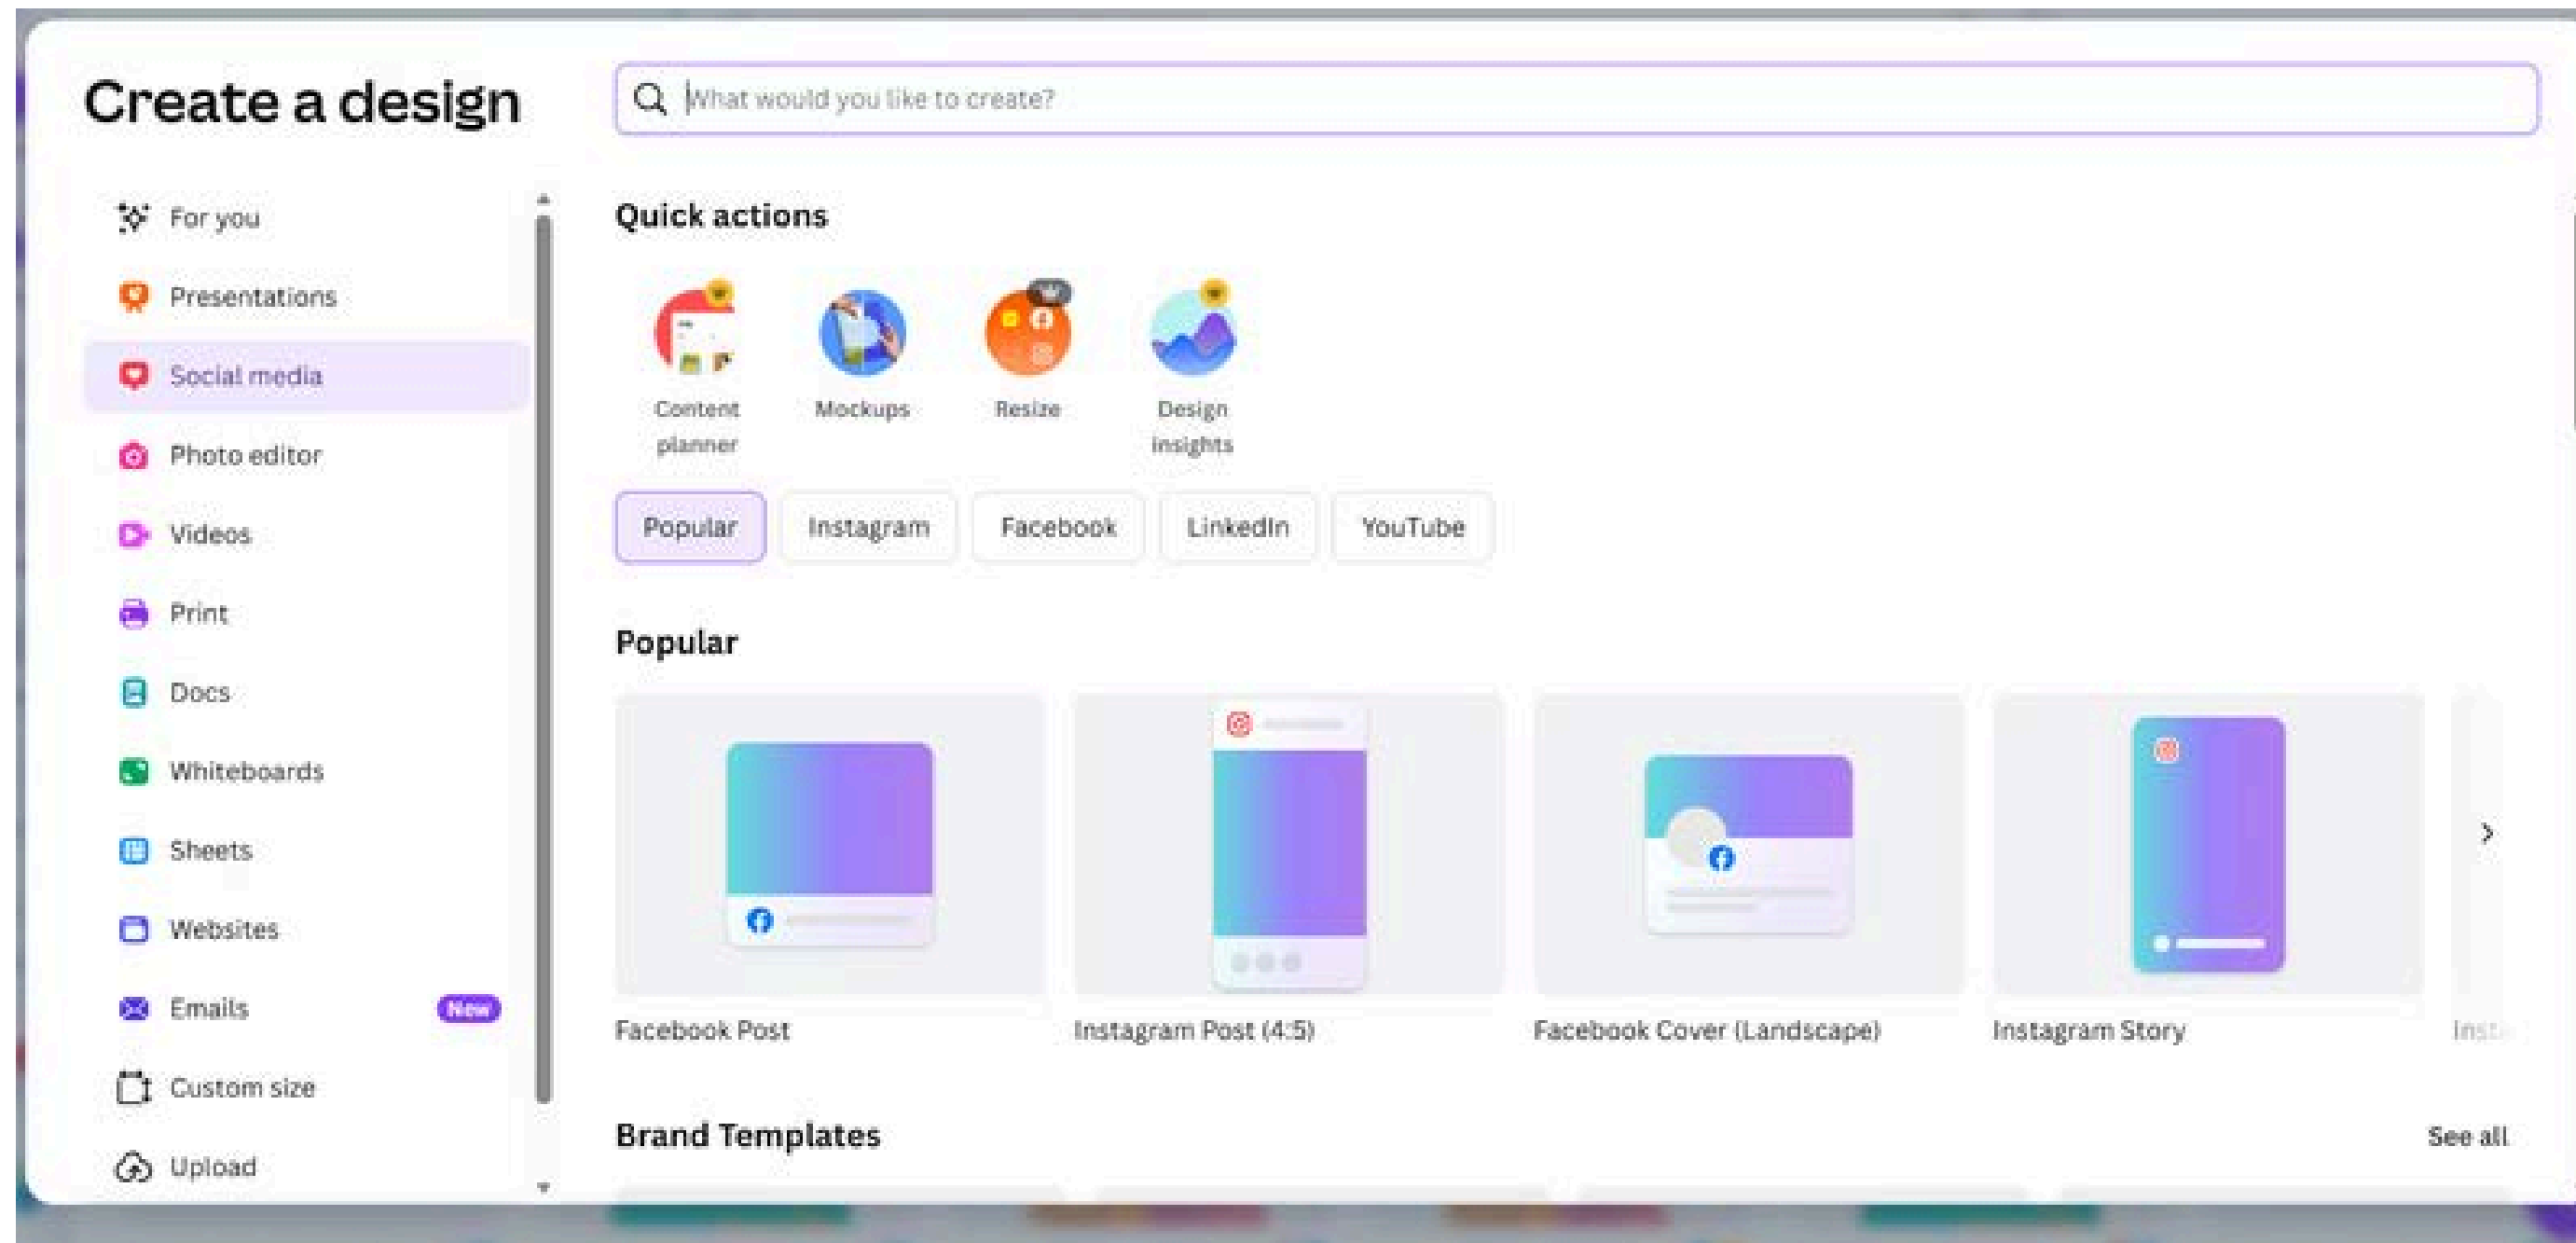 Create a design
What would you like to create?
For you
Presentations
Social media
Photo editor
Videos
Print
Docs
Whiteboards
Sheets
Websites
Emails
New
Custom size
Upload
Quick actions
Content
planner
Mockups
Resize
Design
insights
Popular
Instagram
Facebook
LinkedIn
YouTube
Popular
Facebook Post
Instagram Post (4:5)
Facebook Cover (Landscape)
Instagram Story
Brand Templates
See all